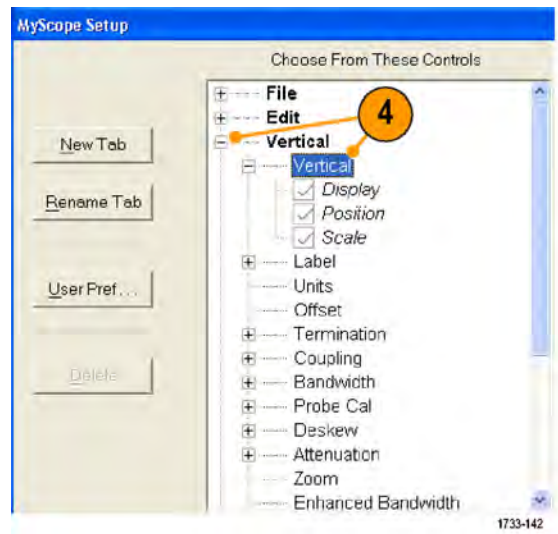 MyScope Setup
Choose From These Controls
File
Edit
4
Vertical
New Tab
Vertical
Display
Rename Tab
Position
Scale
Label
User Pref...
Units
Offset
Termination
Coupling
Delete
Bandwidth
Probe Cal
Deskew
Attenuation
Zoom
Enhanced Bandwidth
1733-142